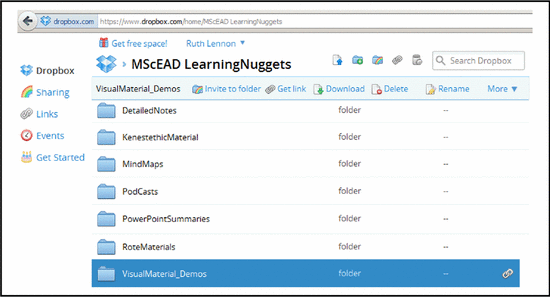 dropbox.com https://www.dropbox.com/home/MScEAD LearningNuggets
Get free space! Ruth Lennon
Dropbox
Sharing
Links
Events
Get Started
› MScEAD LearningNuggets
Search Dropbox
VisualMaterial_Demos Invite to folder Get link Download Delete Rename More
DetailedNotes folder --
KenestethicMaterial folder --
MindMaps folder --
PodCasts folder --
PowerPointSummaries folder --
RoteMaterials folder --
VisualMaterial_Demos folder --